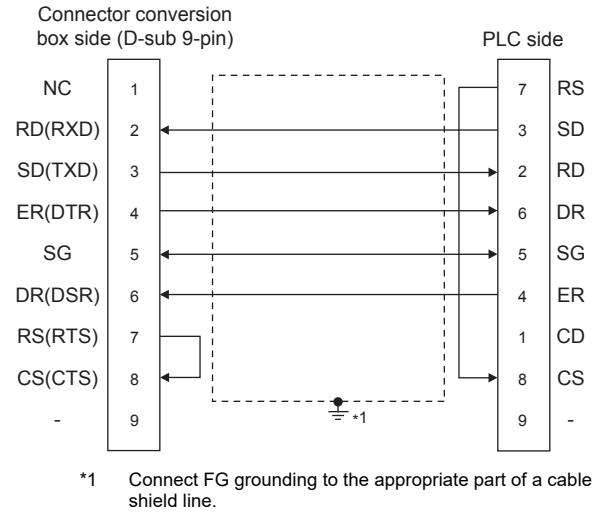 Connector conversion
box side (D-sub 9-pin)
PLC side
NC 1 7 RS
RD(RXD) 2 3 SD
SD(TXD) 3 2 RD
ER(DTR) 4 6 DR
SG 5 5 SG
DR(DSR) 6 4 ER
RS(RTS) 7 1 CD
CS(CTS) 8 8 CS
- 9 9 -
*1
*1 Connect FG grounding to the appropriate part of a cable
shield line.